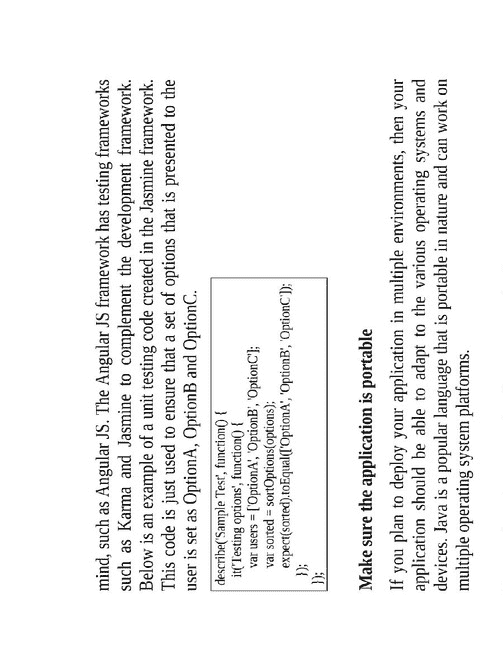 mind, such as Angular JS. The Angular JS framework has testing frameworks
such as Karma and Jasmine to complement the development framework.
Below is an example of a unit testing code created in the Jasmine framework.
This code is just used to ensure that a set of options that is presented to the
user is set as OptionA, OptionB and OptionC.
describe('Sample Test', function() {
it('Testing options', function() {
var users = ['OptionA', 'OptionB', 'OptionC'];
var sorted = sortOptions(options);
expect(sorted).toEqual(['OptionA', 'OptionB', 'OptionC']);
});
});
Make sure the application is portable
If you plan to deploy your application in multiple environments, then your
application should be able to adapt to the various operating systems and
devices. Java is a popular language that is portable in nature and can work on
multiple operating system platforms.